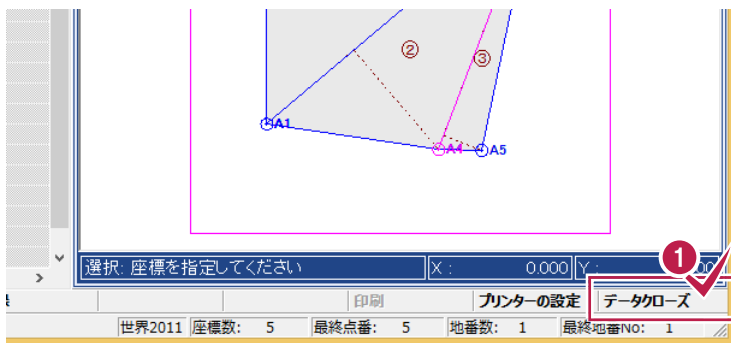 ②
③
A1
A4
A5
選択: 座標を指定してください X : 0.000 Y :
1
印刷 プリンターの設定 データクローズ
世界2011 座標数: 5 最終点番: 5 地番数: 1 最終地番No: 1